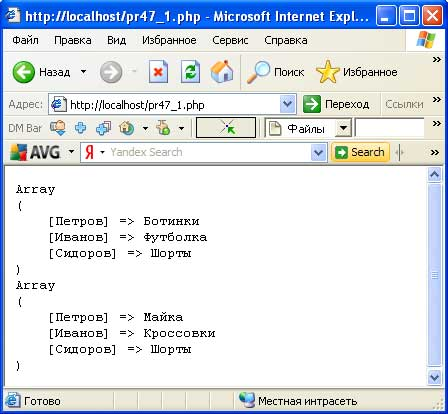 http://localhost/pr47_1.php - Microsoft Internet Expl...
Файл Правка Вид Избранное Сервис Справка »
Назад Поиск Избранное »
Адрес: http://localhost/pr47_1.php Переход Ссылки »
DM Bar Файлы »
AVG Я Yandex Search Search »
Array
(
[Петров] => Ботинки
[Иванов] => Футболка
[Сидоров] => Шорты
)
Array
(
[Петров] => Майка
[Иванов] => Кроссовки
[Сидоров] => Шорты
)
Готово Местная интрасеть